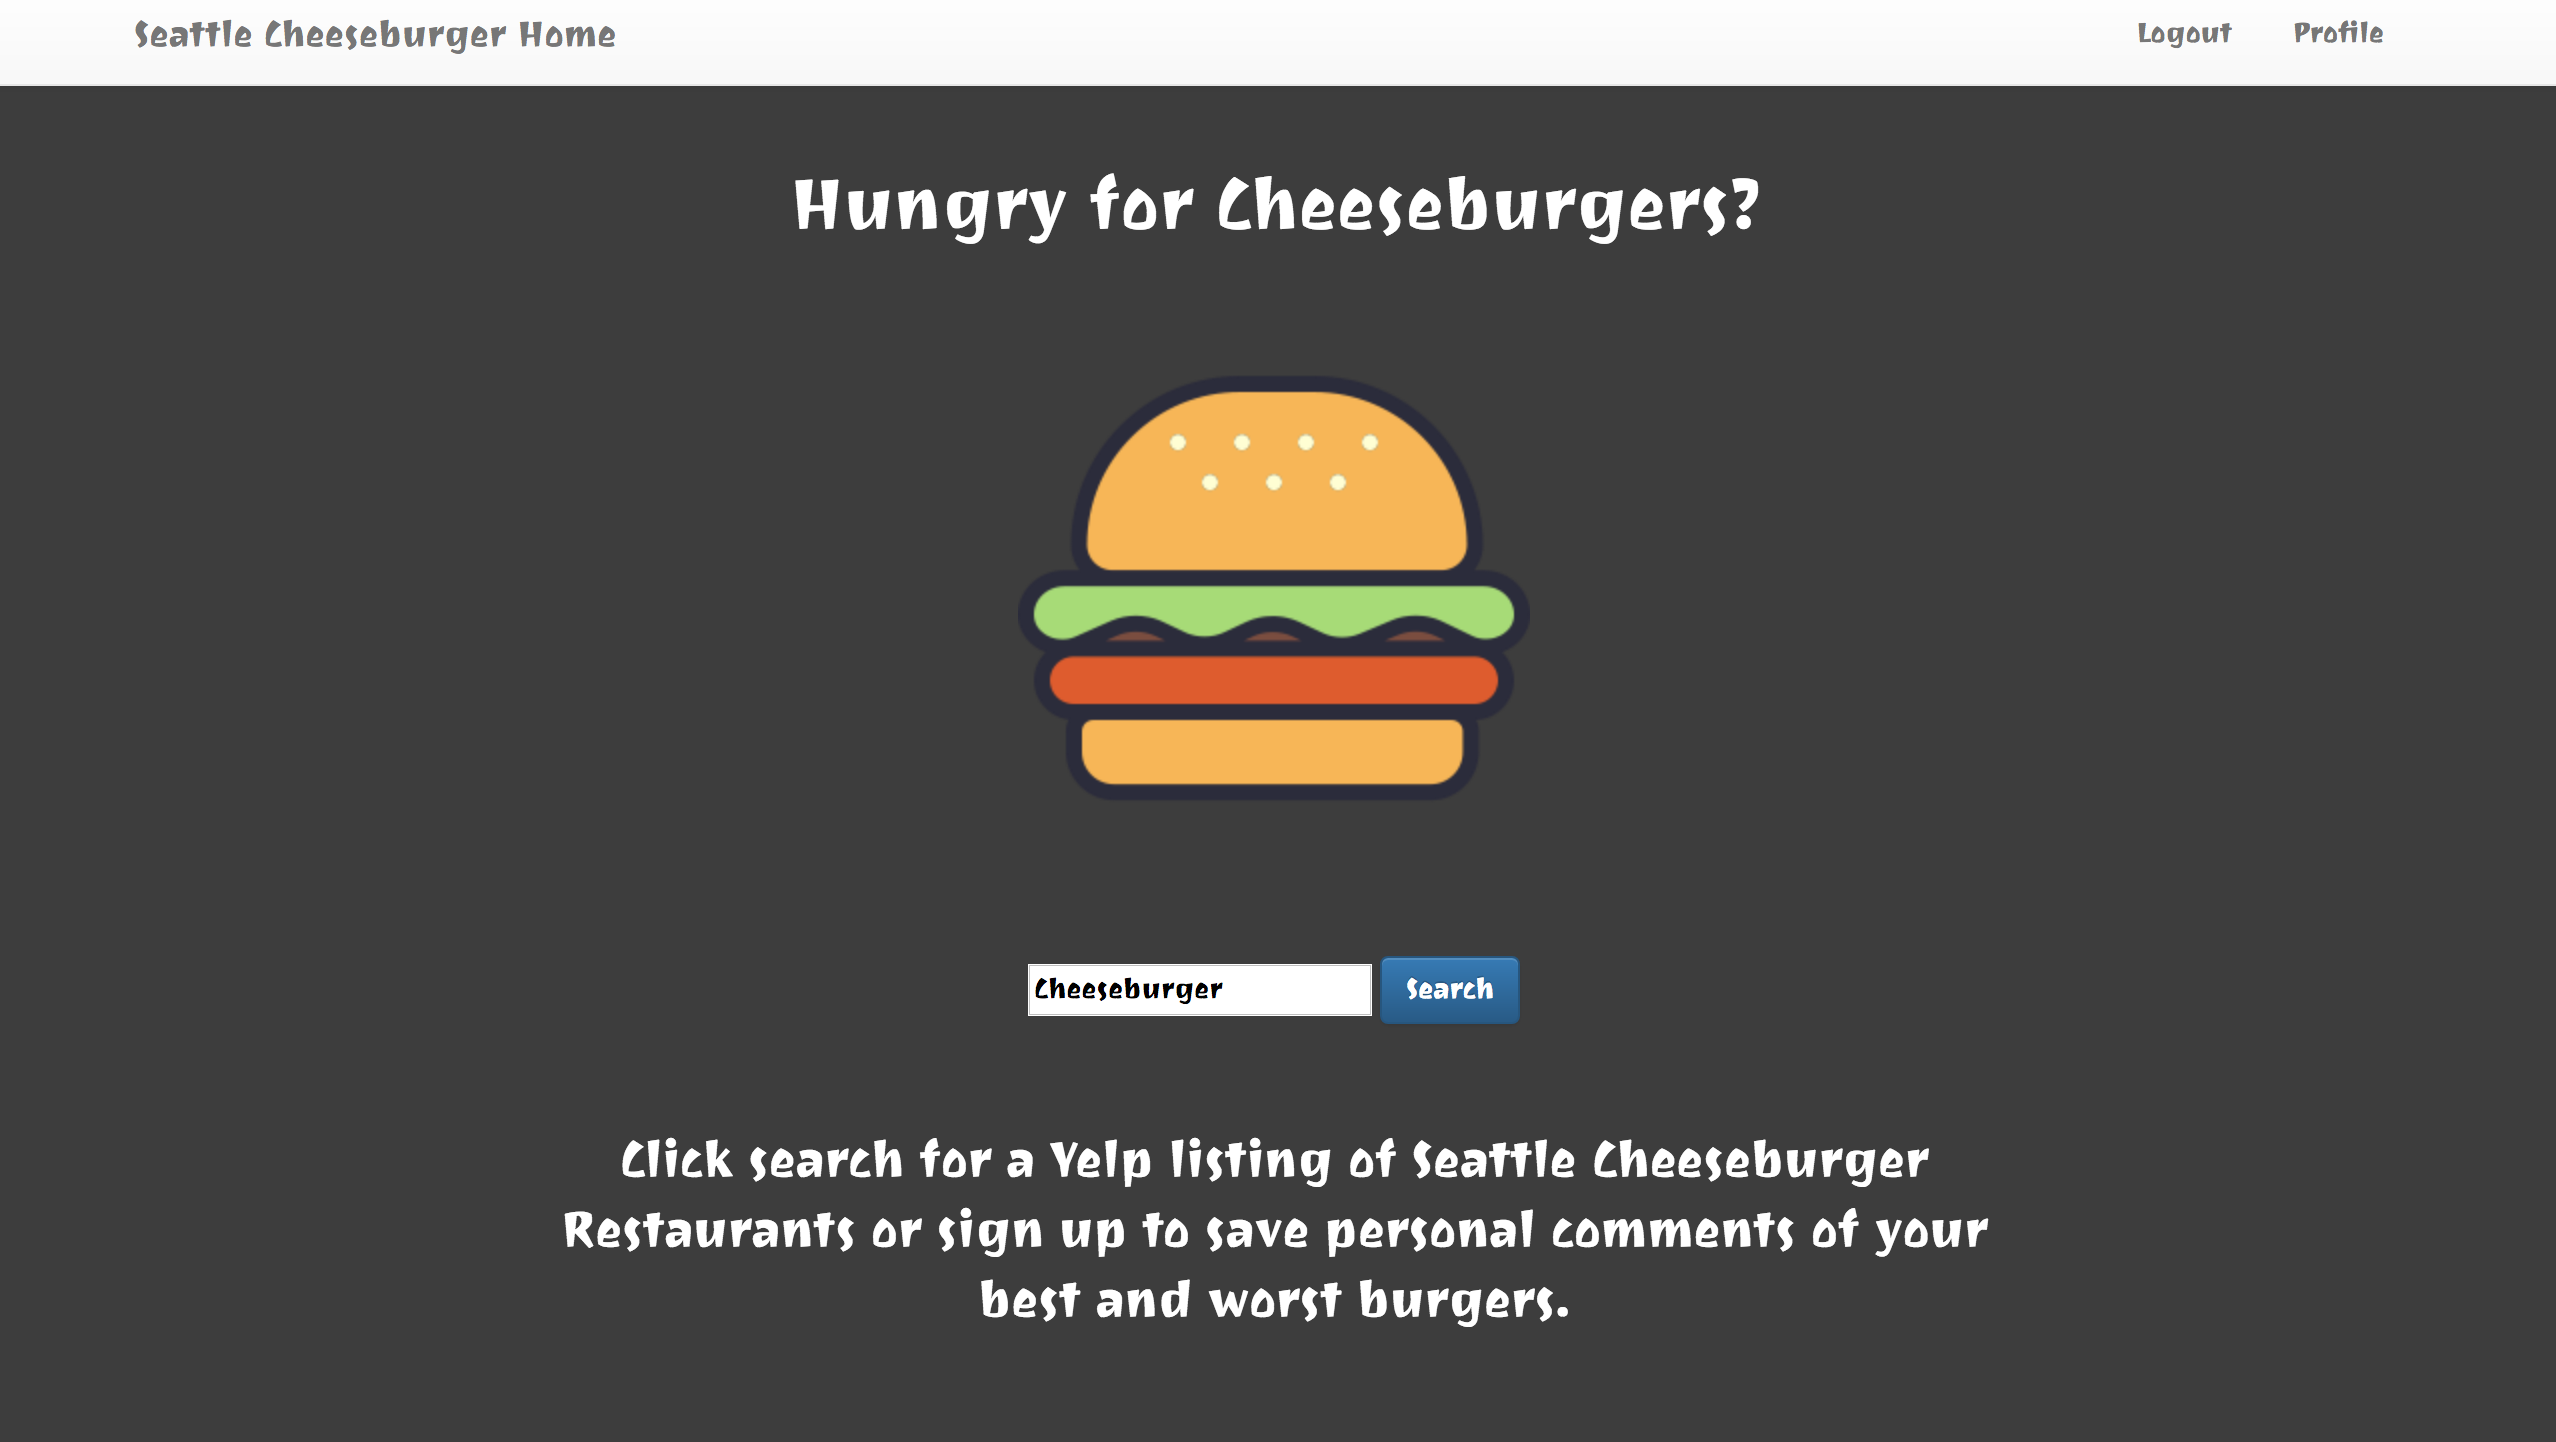 Seattle Cheeseburger Home
Logout
Profile
Hungry for Cheeseburgers?
Cheeseburger
Search
Click search for a Yelp listing of Seattle Cheeseburger
Restaurants or sign up to save personal comments of your
best and worst burgers.